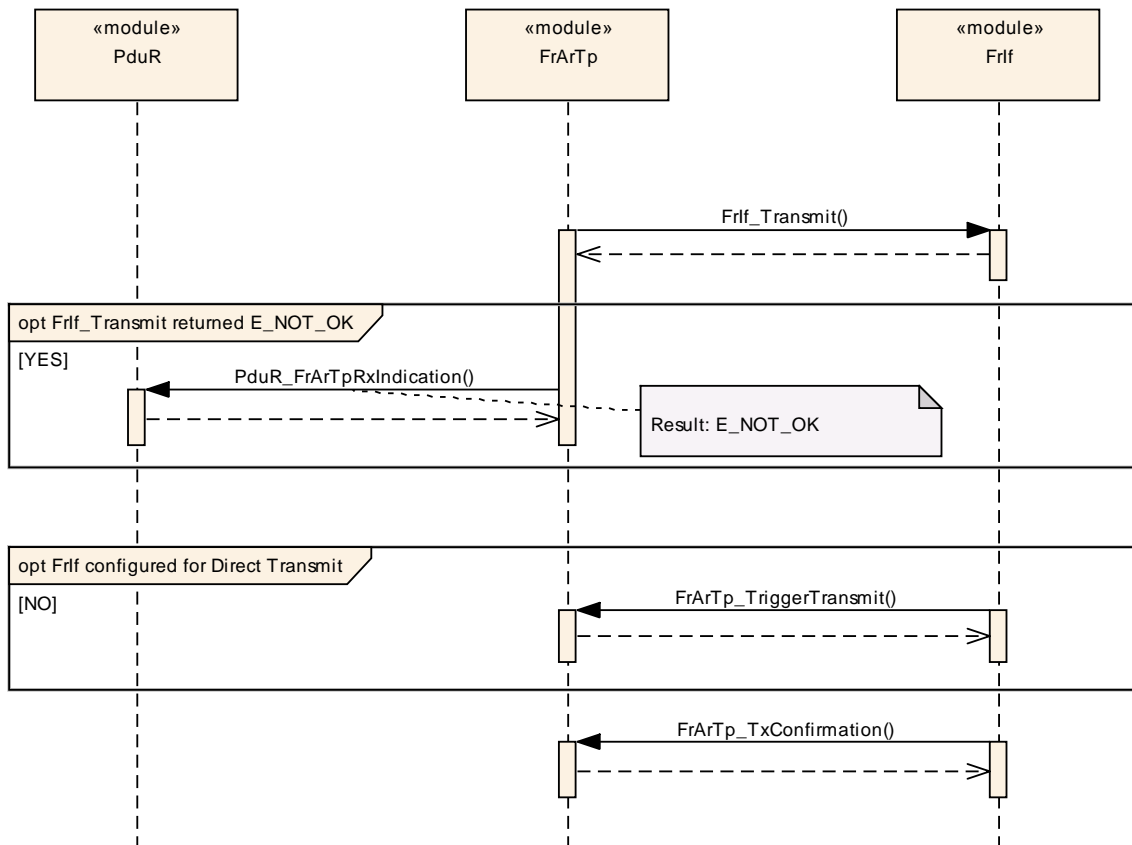 «module»
PduR
«module»
FrArTp
«module»
FrIf
FrIf_Transmit()
opt FrIf_Transmit returned E_NOT_OK
[YES]
PduR_FrArTpRxIndication()
Result: E_NOT_OK
opt FrIf configured for Direct Transmit
[NO]
FrArTp_TriggerTransmit()
FrArTp_TxConfirmation()